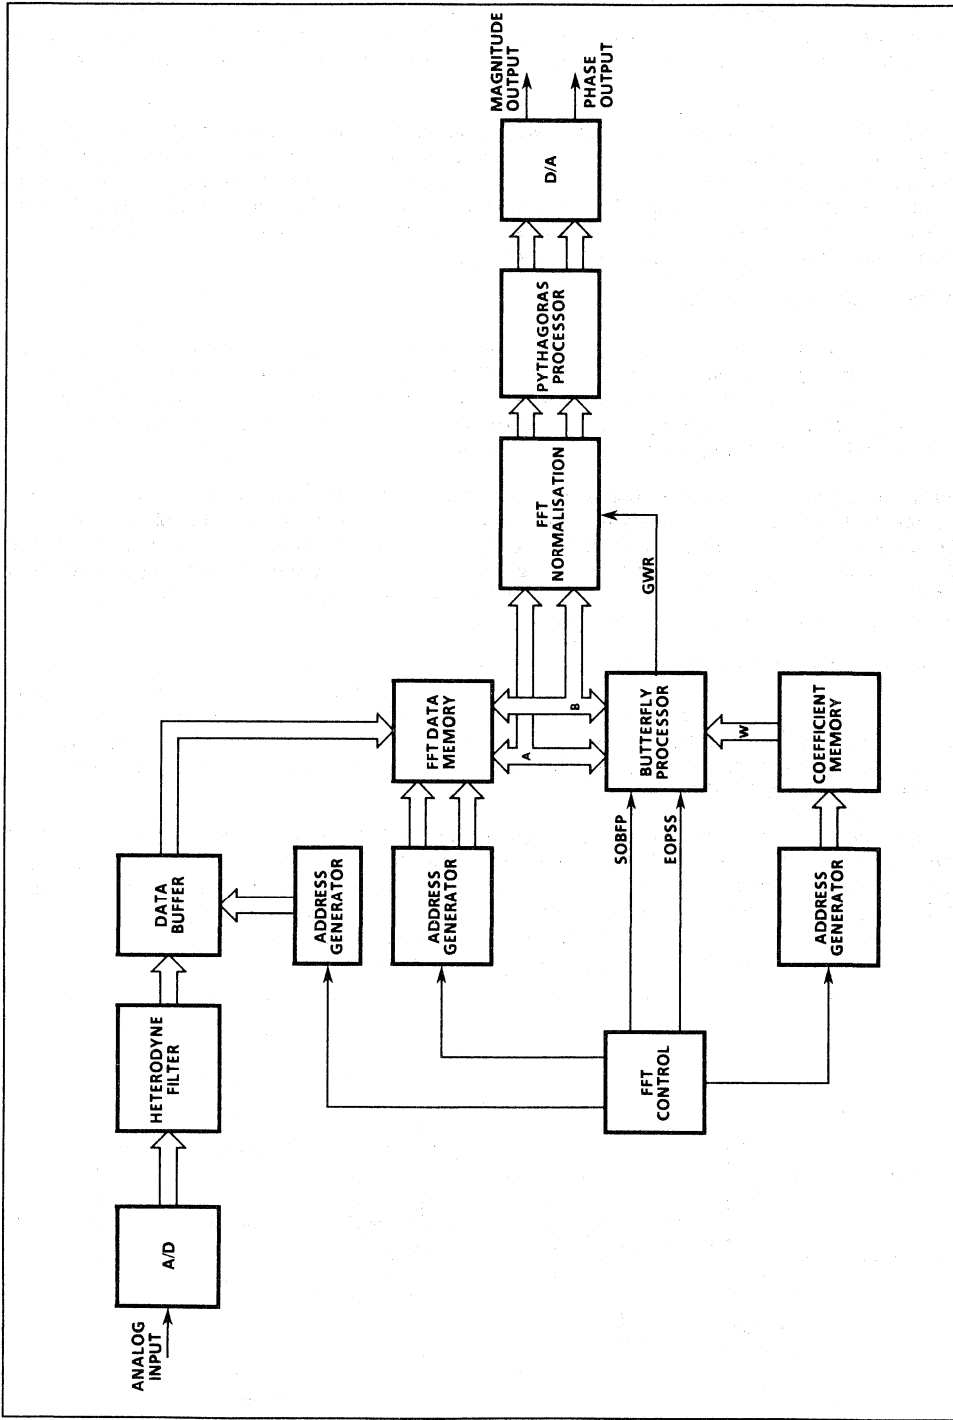 ANALOG
INPUT
A/D
HETERODYNE
FILTER
DATA
BUFFER
ADDRESS
GENERATOR
ADDRESS
GENERATOR
FFT DATA
MEMORY
A
B
FFT
CONTROL
SOBFP
EOPSS
BUTTERFLY
PROCESSOR
GWR
W
ADDRESS
GENERATOR
COEFFICIENT
MEMORY
FFT
NORMALISATION
PYTHAGORAS
PROCESSOR
D/A
MAGNITUDE
OUTPUT
PHASE
OUTPUT